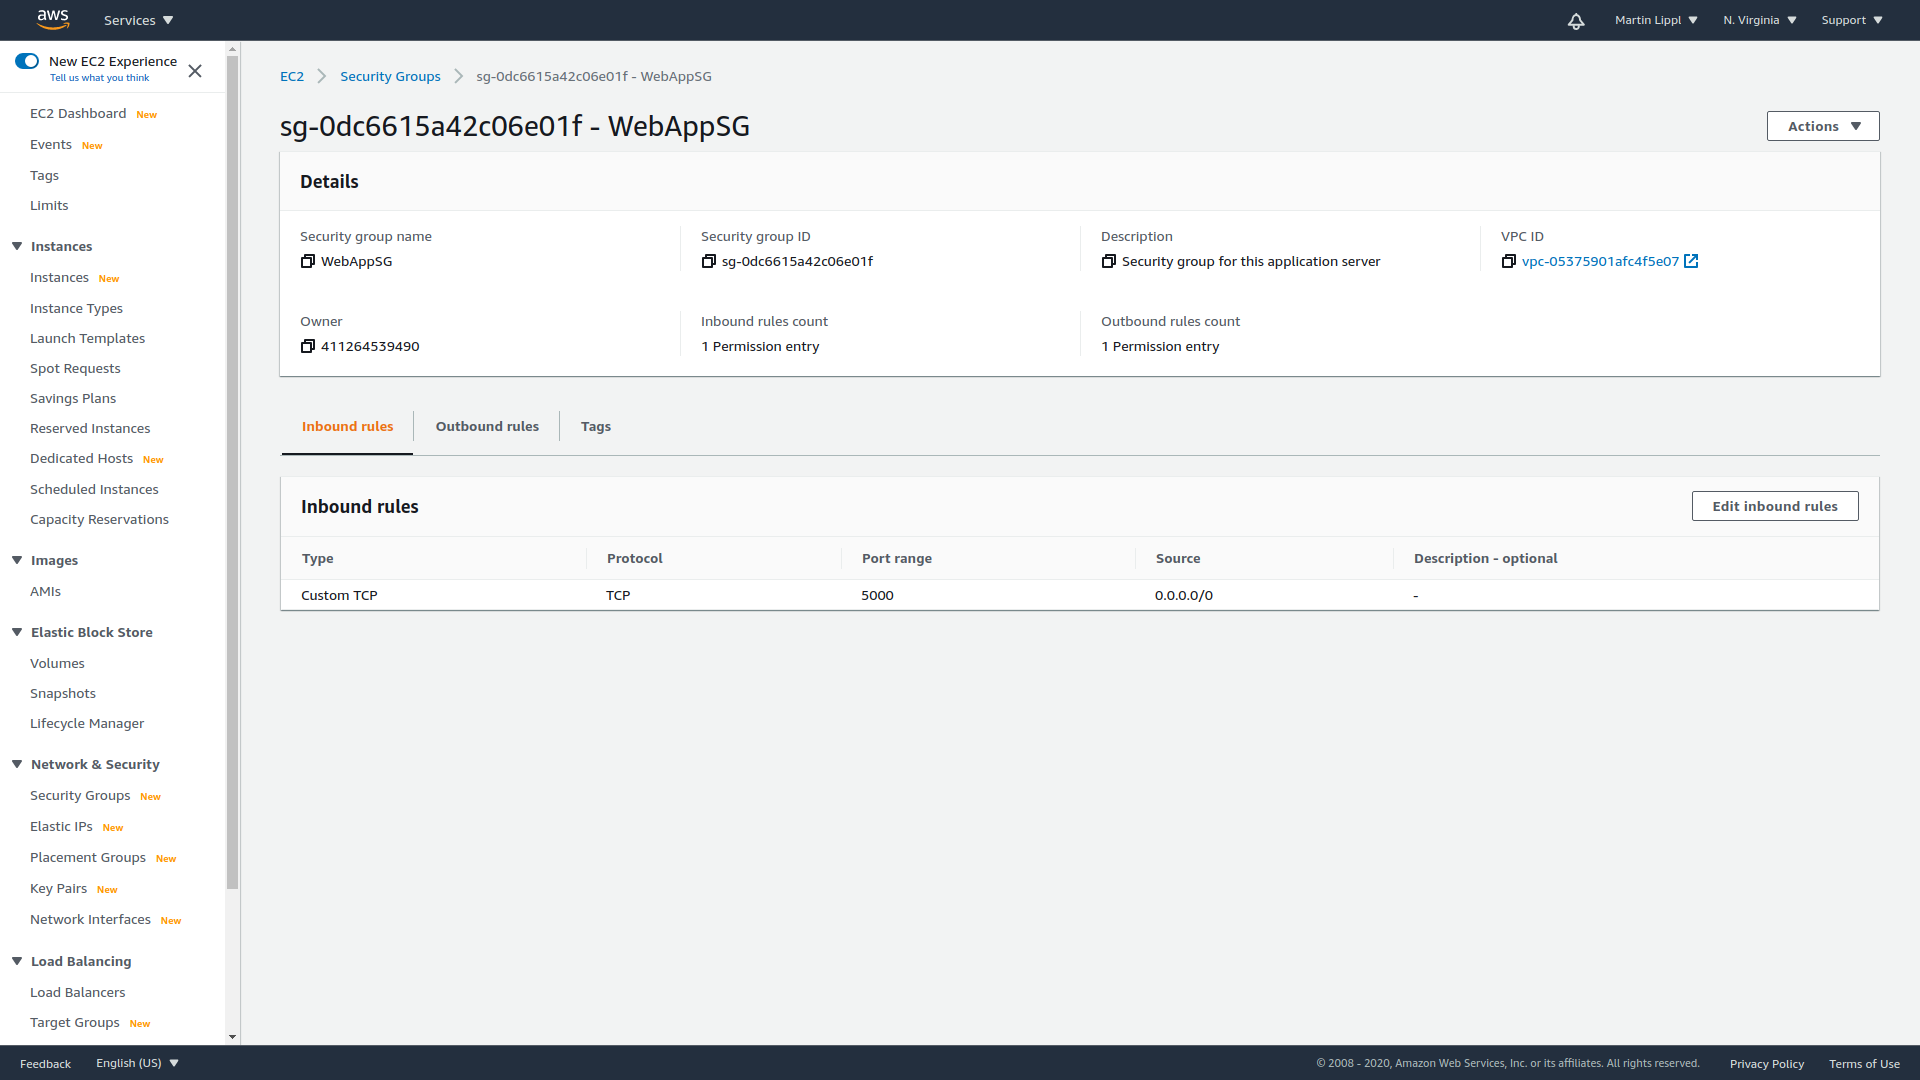 aws Services Martin Lippl N. Virginia Support
New EC2 Experience
Tell us what you think
EC2 Dashboard New
Events New
Tags
Limits
Instances
Instances New
Instance Types
Launch Templates
Spot Requests
Savings Plans
Reserved Instances
Dedicated Hosts New
Scheduled Instances
Capacity Reservations
Images
AMIs
Elastic Block Store
Volumes
Snapshots
Lifecycle Manager
Network & Security
Security Groups New
Elastic IPs New
Placement Groups New
Key Pairs New
Network Interfaces New
Load Balancing
Load Balancers
Target Groups New
EC2 Security Groups sg-0dc6615a42c06e01f - WebAppSG
sg-0dc6615a42c06e01f - WebAppSG Actions
Details
Security group name Security group ID Description VPC ID
WebAppSG sg-0dc6615a42c06e01f Security group for this application server vpc-05375901afc4f5e07
Owner Inbound rules count Outbound rules count
411264539490 1 Permission entry 1 Permission entry
Inbound rules Outbound rules Tags
Inbound rules Edit inbound rules
Type Protocol Port range Source Description - optional
Custom TCP TCP 5000 0.0.0.0/0 -
Feedback English (US) © 2008 - 2020, Amazon Web Services, Inc. or its affiliates. All rights reserved. Privacy Policy Terms of Use